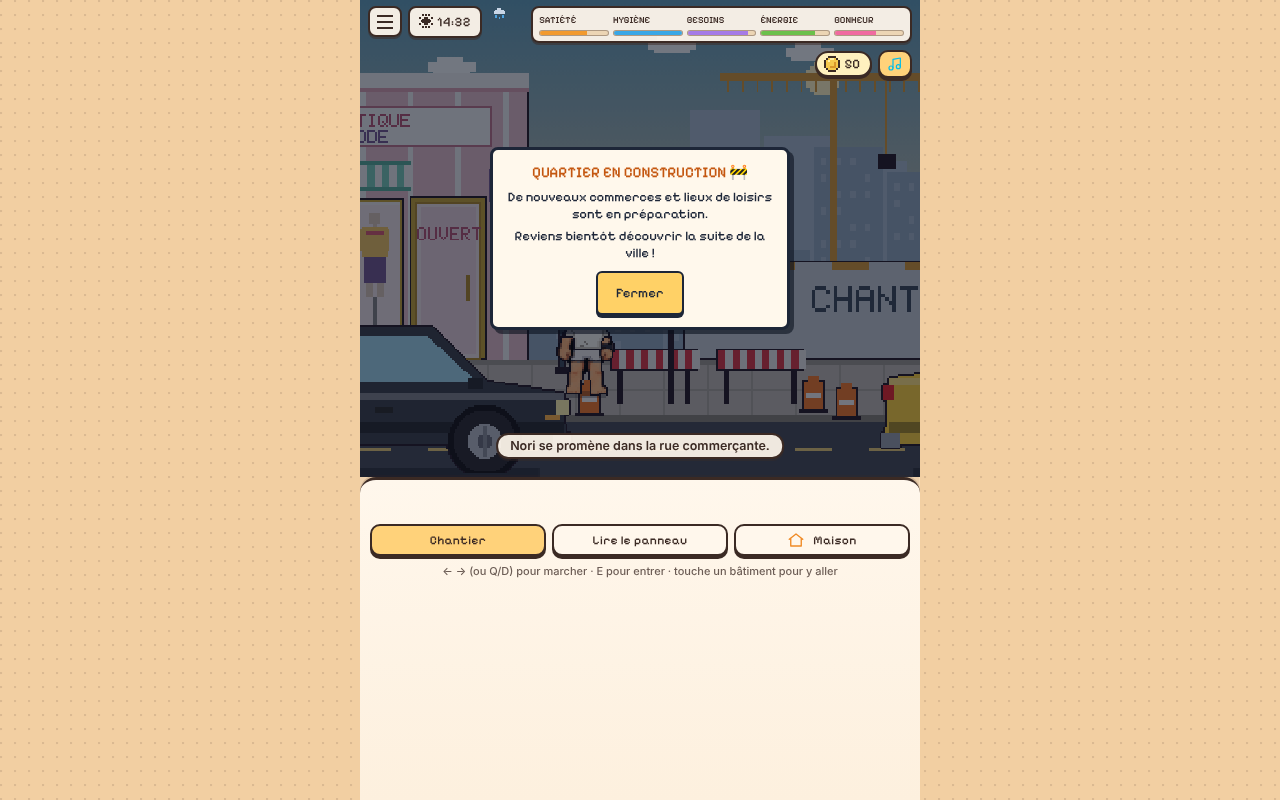 14:38
SATIÉTÉ
HYGIÈNE
BESOINS
ÉNERGIE
BONHEUR
80
TIQUE
ODE
OUVERT
CHANT
QUARTIER EN CONSTRUCTION 🚧
De nouveaux commerces et lieux de loisirs
sont en préparation.
Reviens bientôt découvrir la suite de la
ville !
Fermer
Nori se promène dans la rue commerçante.
Chantier
Lire le panneau
Maison
← → (ou Q/D) pour marcher · E pour entrer · touche un bâtiment pour y aller